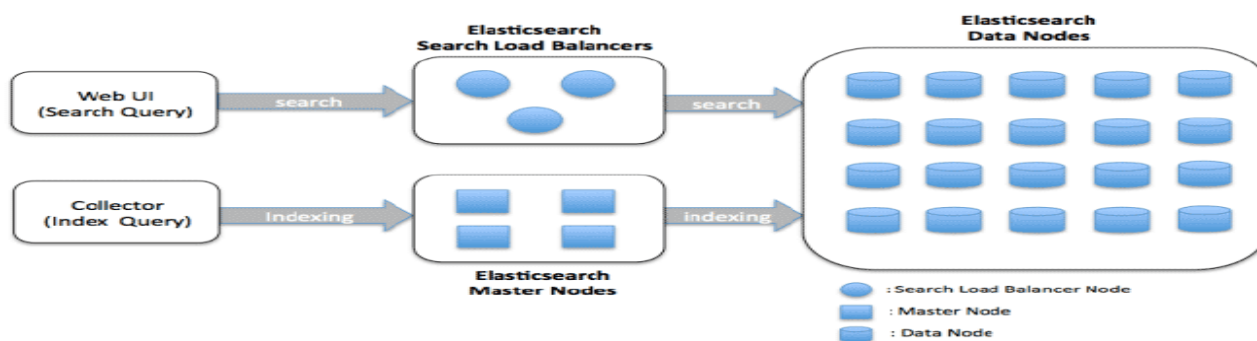 Elasticsearch
Search Load Balancers
Elasticsearch
Data Nodes
Web UI
(Search Query)
search
search
Collector
(Index Query)
Indexing
indexing
Elasticsearch
Master Nodes
: Search Load Balancer Node
: Master Node
: Data Node